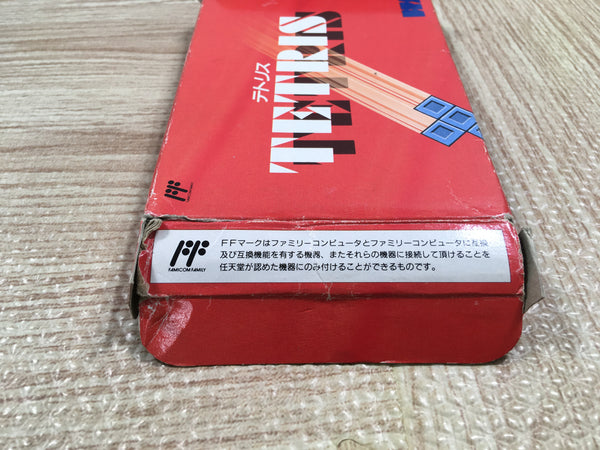 テトリス
TETRIS
FF
FF
FAMICOM FAMILY
FFマークはファミリーコンピュータとファミリーコンピュータに互換
及び互換機能を有する機器、またそれらの機器に接続して頂けることを
任天堂が認めた機器にのみ付けることができるものです。